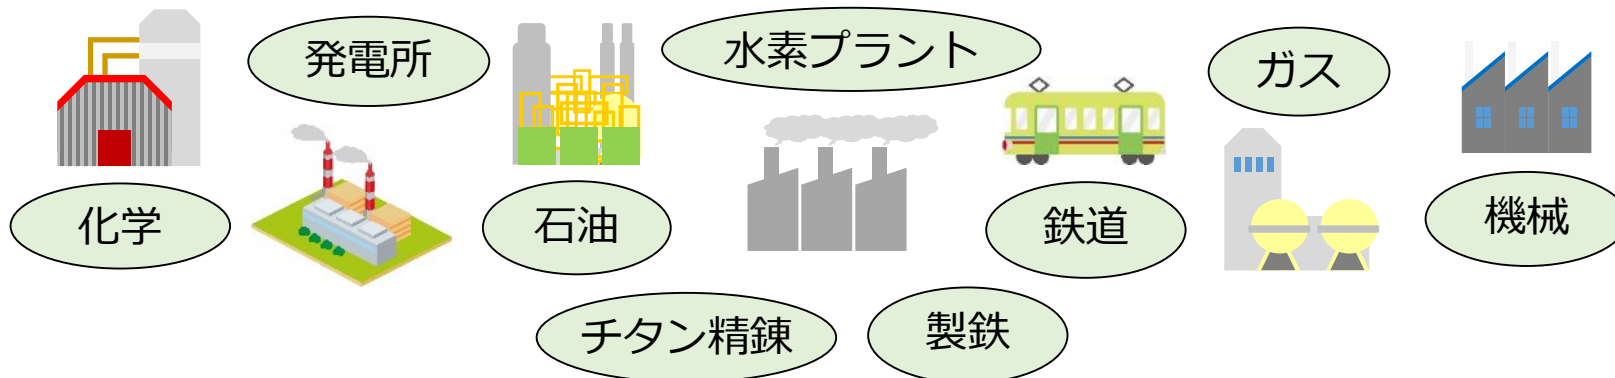 発電所
水素プラント
ガス
化学
石油
鉄道
機械
チタン精錬
製鉄